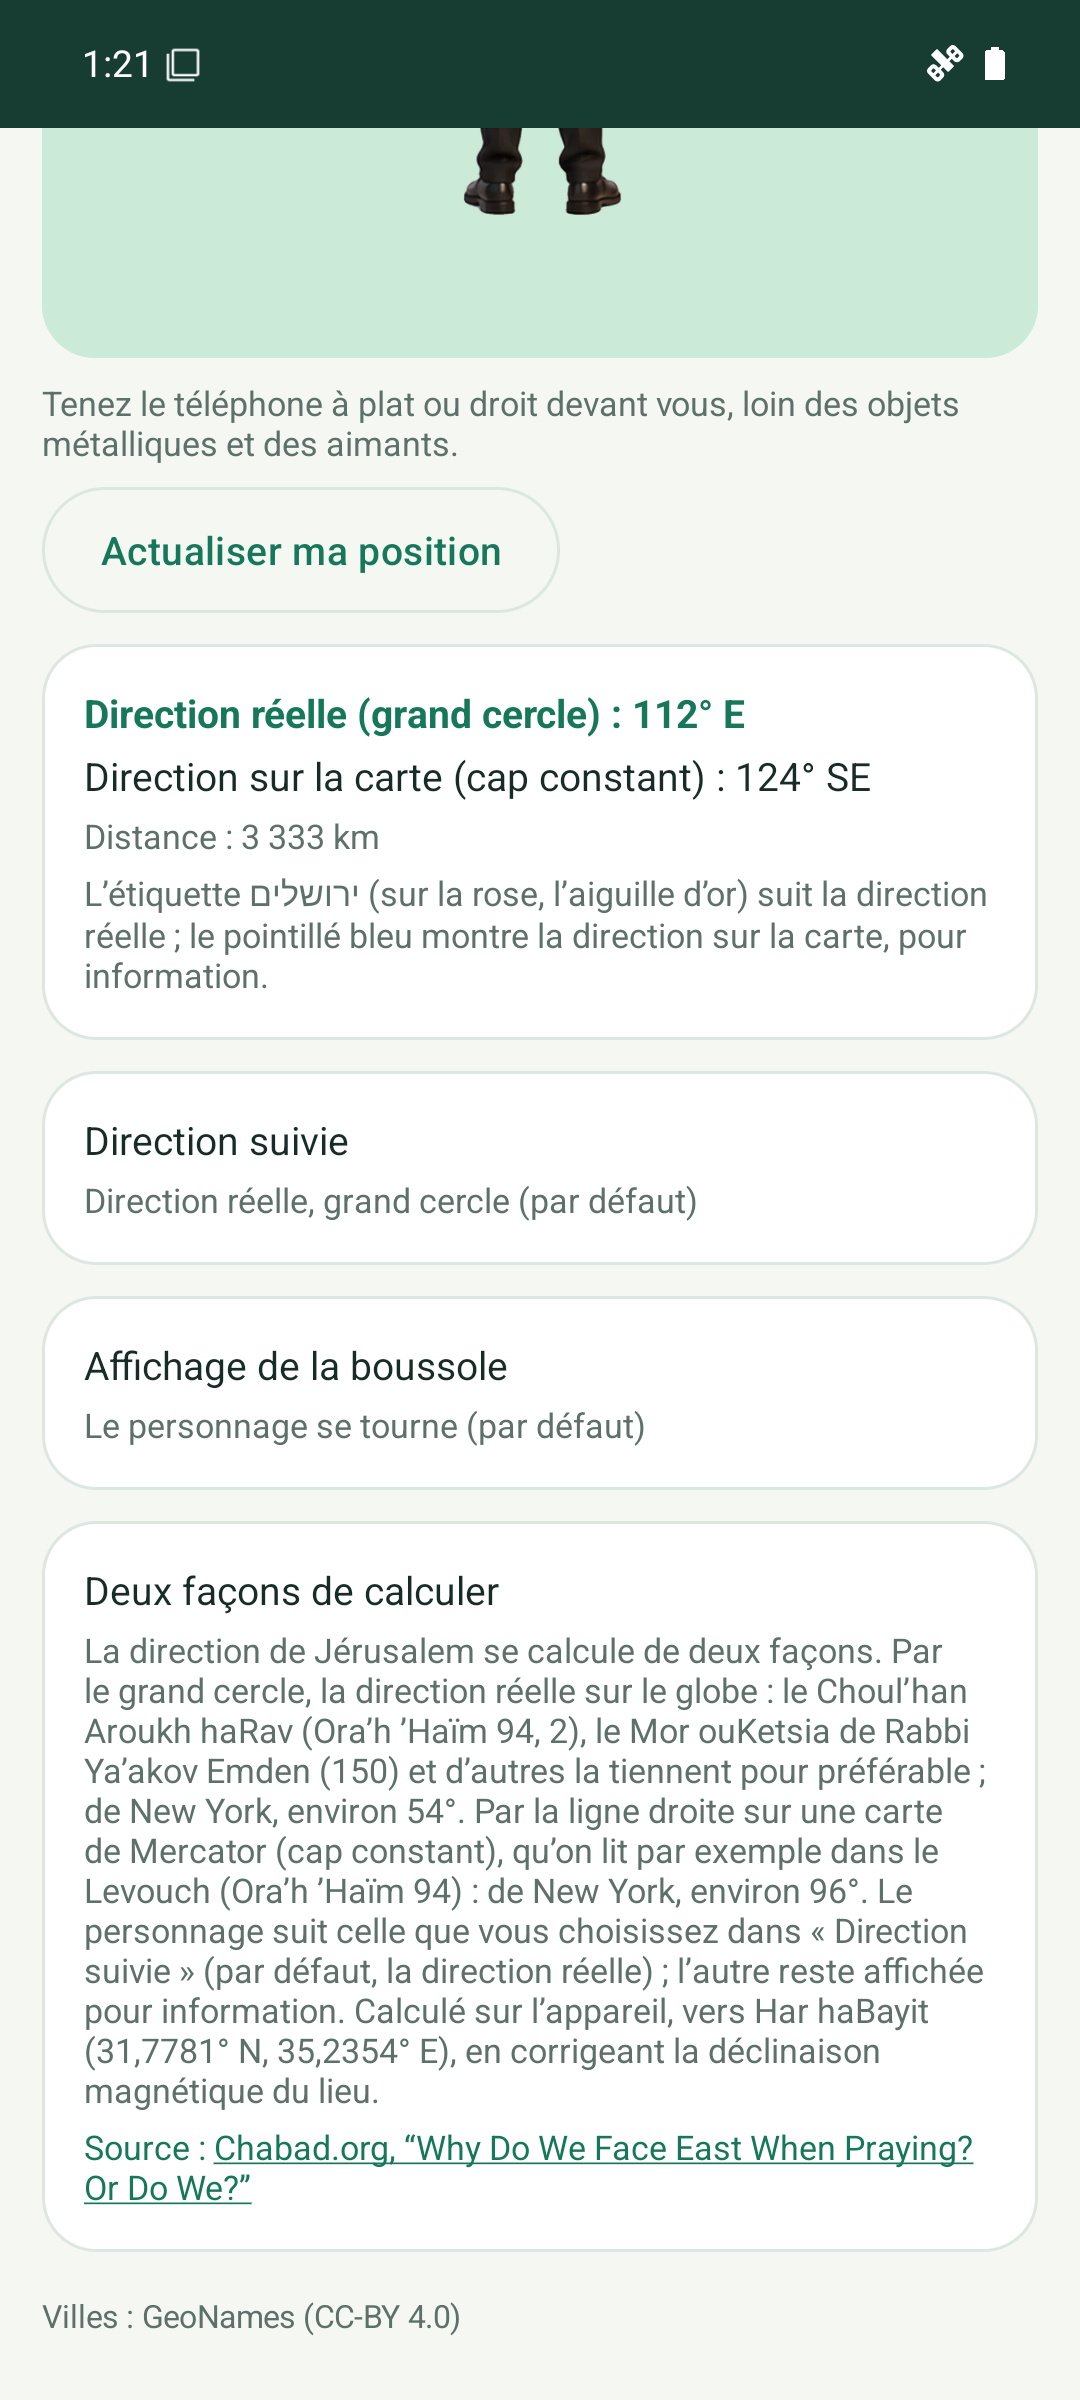 1:21
Tenez le téléphone à plat ou droit devant vous, loin des objets
métalliques et des aimants.
Actualiser ma position
Direction réelle (grand cercle) : 112° E
Direction sur la carte (cap constant) : 124° SE
Distance : 3 333 km
L’étiquette ירושלים (sur la rose, l’aiguille d’or) suit la direction
réelle ; le pointillé bleu montre la direction sur la carte, pour
information.
Direction suivie
Direction réelle, grand cercle (par défaut)
Affichage de la boussole
Le personnage se tourne (par défaut)
Deux façons de calculer
La direction de Jérusalem se calcule de deux façons. Par
le grand cercle, la direction réelle sur le globe : le Choul’han
Aroukh haRav (Ora’h ’Haïm 94, 2), le Mor ouKetsia de Rabbi
Ya’akov Emden (150) et d’autres la tiennent pour préférable ;
de New York, environ 54°. Par la ligne droite sur une carte
de Mercator (cap constant), qu’on lit par exemple dans le
Levouch (Ora’h ’Haïm 94) : de New York, environ 96°. Le
personnage suit celle que vous choisissez dans « Direction
suivie » (par défaut, la direction réelle) ; l’autre reste affichée
pour information. Calculé sur l’appareil, vers Har haBayit
(31,7781° N, 35,2354° E), en corrigeant la déclinaison
magnétique du lieu.
Source : Chabad.org, “Why Do We Face East When Praying?
Or Do We?”
Villes : GeoNames (CC-BY 4.0)